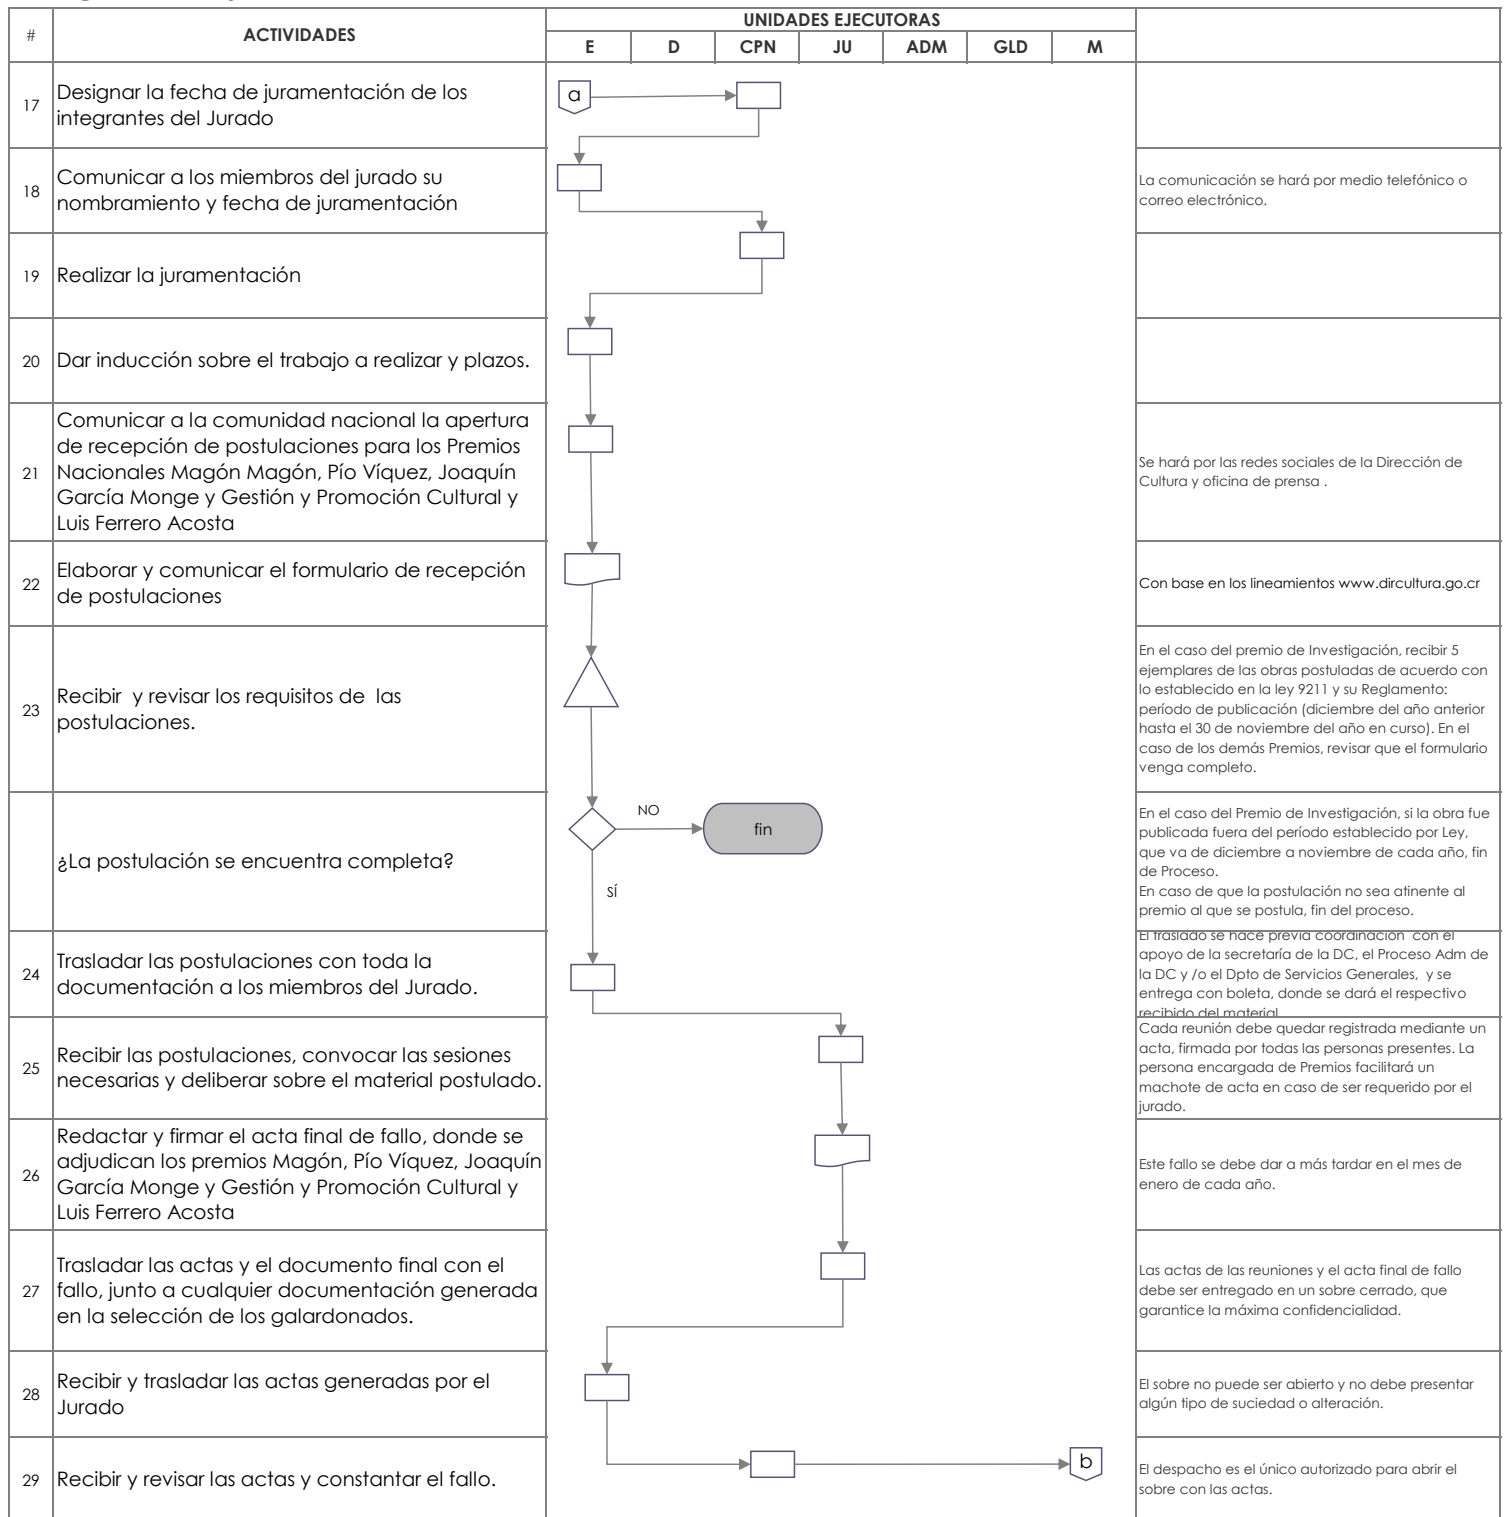 #
ACTIVIDADES
UNIDADES EJECUTORAS
E D CPN JU ADM GLD M
17
Designar la fecha de juramentación de los
integrantes del Jurado
a
18
Comunicar a los miembros del jurado su
nombramiento y fecha de juramentación
La comunicación se hará por medio telefónico o
correo electrónico.
19
Realizar la juramentación
20
Dar inducción sobre el trabajo a realizar y plazos.
21
Comunicar a la comunidad nacional la apertura
de recepción de postulaciones para los Premios
Nacionales Magón Magón, Pío Víquez, Joaquín
García Monge y Gestión y Promoción Cultural y
Luis Ferrero Acosta
Se hará por las redes sociales de la Dirección de
Cultura y oficina de prensa .
22
Elaborar y comunicar el formulario de recepción
de postulaciones
Con base en los lineamientos www.dircultura.go.cr
23
Recibir y revisar los requisitos de las
postulaciones.
En el caso del premio de Investigación, recibir 5
ejemplares de las obras postuladas de acuerdo con
lo establecido en la ley 9211 y su Reglamento:
período de publicación (diciembre del año anterior
hasta el 30 de noviembre del año en curso). En el
caso de los demás Premios, revisar que el formulario
venga completo.
¿La postulación se encuentra completa?
NO
fin
SÍ
En el caso del Premio de Investigación, si la obra fue
publicada fuera del período establecido por Ley,
que va de diciembre a noviembre de cada año, fin
de Proceso.
En caso de que la postulación no sea atinente al
premio al que se postula, fin del proceso.
24
Trasladar las postulaciones con toda la
documentación a los miembros del Jurado.
El traslado se hace previa coordinación con el
apoyo de la secretaría de la DC, el Proceso Adm de
la DC y /o el Dpto de Servicios Generales, y se
entrega con boleta, donde se dará el respectivo
recibido del material
25
Recibir las postulaciones, convocar las sesiones
necesarias y deliberar sobre el material postulado.
Cada reunión debe quedar registrada mediante un
acta, firmada por todas las personas presentes. La
persona encargada de Premios facilitará un
machote de acta en caso de ser requerido por el
jurado.
26
Redactar y firmar el acta final de fallo, donde se
adjudican los premios Magón, Pío Víquez, Joaquín
García Monge y Gestión y Promoción Cultural y
Luis Ferrero Acosta
Este fallo se debe dar a más tardar en el mes de
enero de cada año.
27
Trasladar las actas y el documento final con el
fallo, junto a cualquier documentación generada
en la selección de los galardonados.
Las actas de las reuniones y el acta final de fallo
debe ser entregado en un sobre cerrado, que
garantice la máxima confidencialidad.
28
Recibir y trasladar las actas generadas por el
Jurado
El sobre no puede ser abierto y no debe presentar
algún tipo de suciedad o alteración.
29
Recibir y revisar las actas y constantar el fallo.
b
El despacho es el único autorizado para abrir el
sobre con las actas.